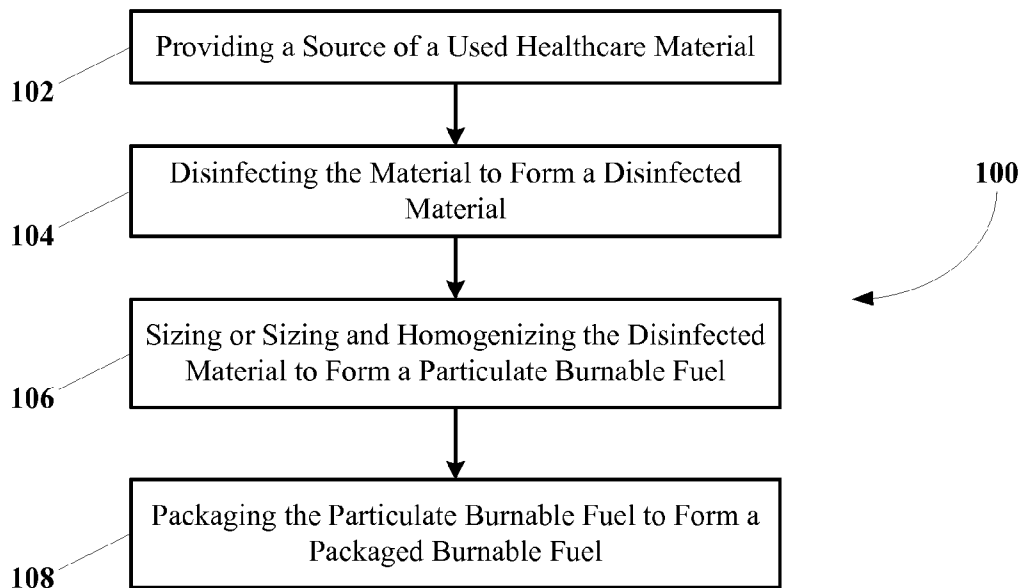 Providing a Source of a Used Healthcare Material
102
Disinfecting the Material to Form a Disinfected
Material
100
104
Sizing or Sizing and Homogenizing the Disinfected
Material to Form a Particulate Burnable Fuel
106
Packaging the Particulate Burnable Fuel to Form a
Packaged Burnable Fuel
108